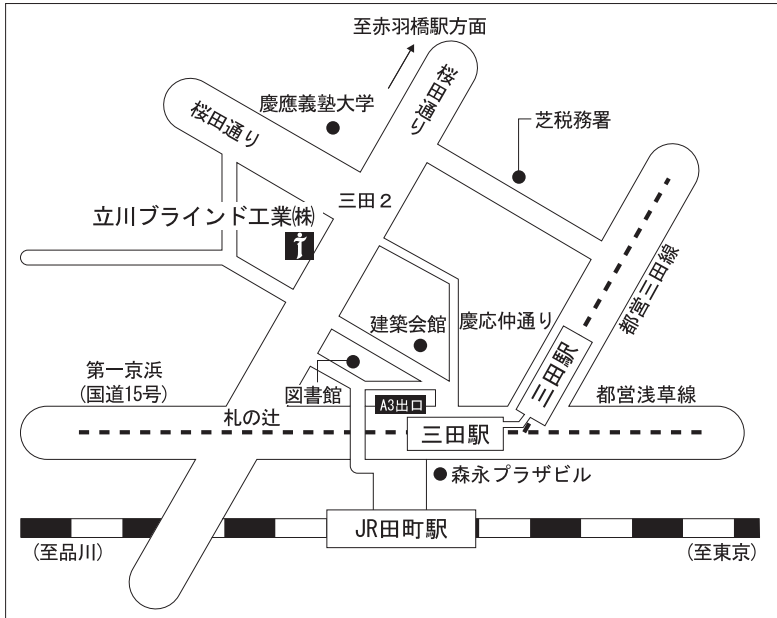 至赤羽橋駅方面
桜田通り
慶應義塾大学
桜田通り
芝税務署
三田2
立川ブラインド工業㈱
都営三田線
慶応仲通り
建築会館
三田駅
第一京浜
(国道15号)
図書館
A3出口
都営浅草線
札の辻
三田駅
森永プラザビル
JR田町駅
(至品川)
(至東京)